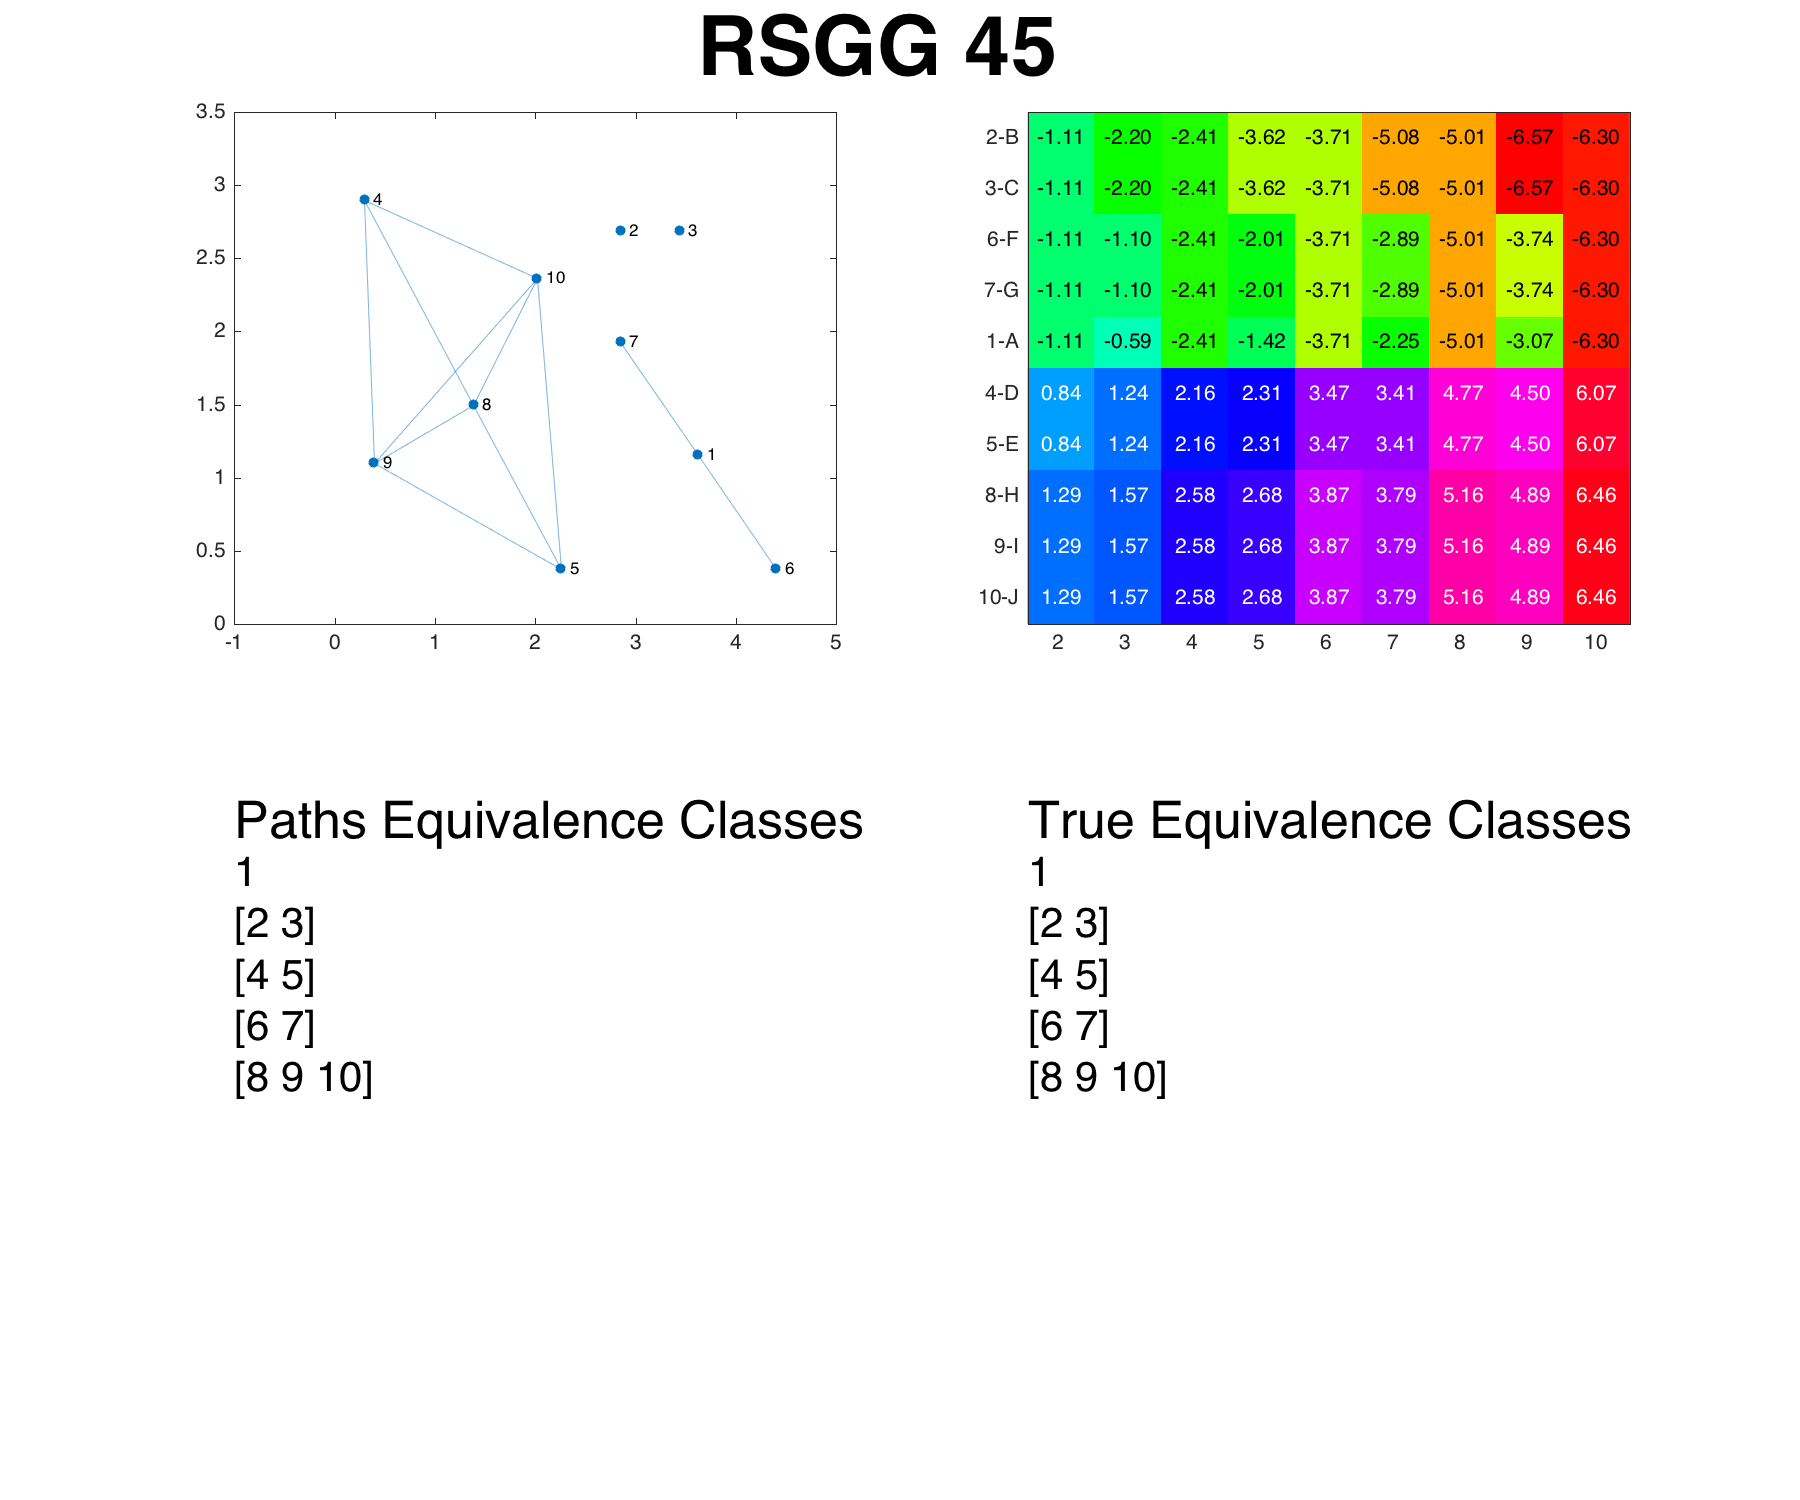 RSGG 45
3.5
3
2.5
2
1.5
1
0.5
0
-1 0 1 2 3 4 5
4
2 3
10
7
8
1
9
5
6
2-B -1.11 -2.20 -2.41 -3.62 -3.71 -5.08 -5.01 -6.57 -6.30
3-C -1.11 -2.20 -2.41 -3.62 -3.71 -5.08 -5.01 -6.57 -6.30
6-F -1.11 -1.10 -2.41 -2.01 -3.71 -2.89 -5.01 -3.74 -6.30
7-G -1.11 -1.10 -2.41 -2.01 -3.71 -2.89 -5.01 -3.74 -6.30
1-A -1.11 -0.59 -2.41 -1.42 -3.71 -2.25 -5.01 -3.07 -6.30
4-D 0.84 1.24 2.16 2.31 3.47 3.41 4.77 4.50 6.07
5-E 0.84 1.24 2.16 2.31 3.47 3.41 4.77 4.50 6.07
8-H 1.29 1.57 2.58 2.68 3.87 3.79 5.16 4.89 6.46
9-I 1.29 1.57 2.58 2.68 3.87 3.79 5.16 4.89 6.46
10-J 1.29 1.57 2.58 2.68 3.87 3.79 5.16 4.89 6.46
2 3 4 5 6 7 8 9 10
Paths Equivalence Classes
1
[2 3]
[4 5]
[6 7]
[8 9 10]
True Equivalence Classes
1
[2 3]
[4 5]
[6 7]
[8 9 10]